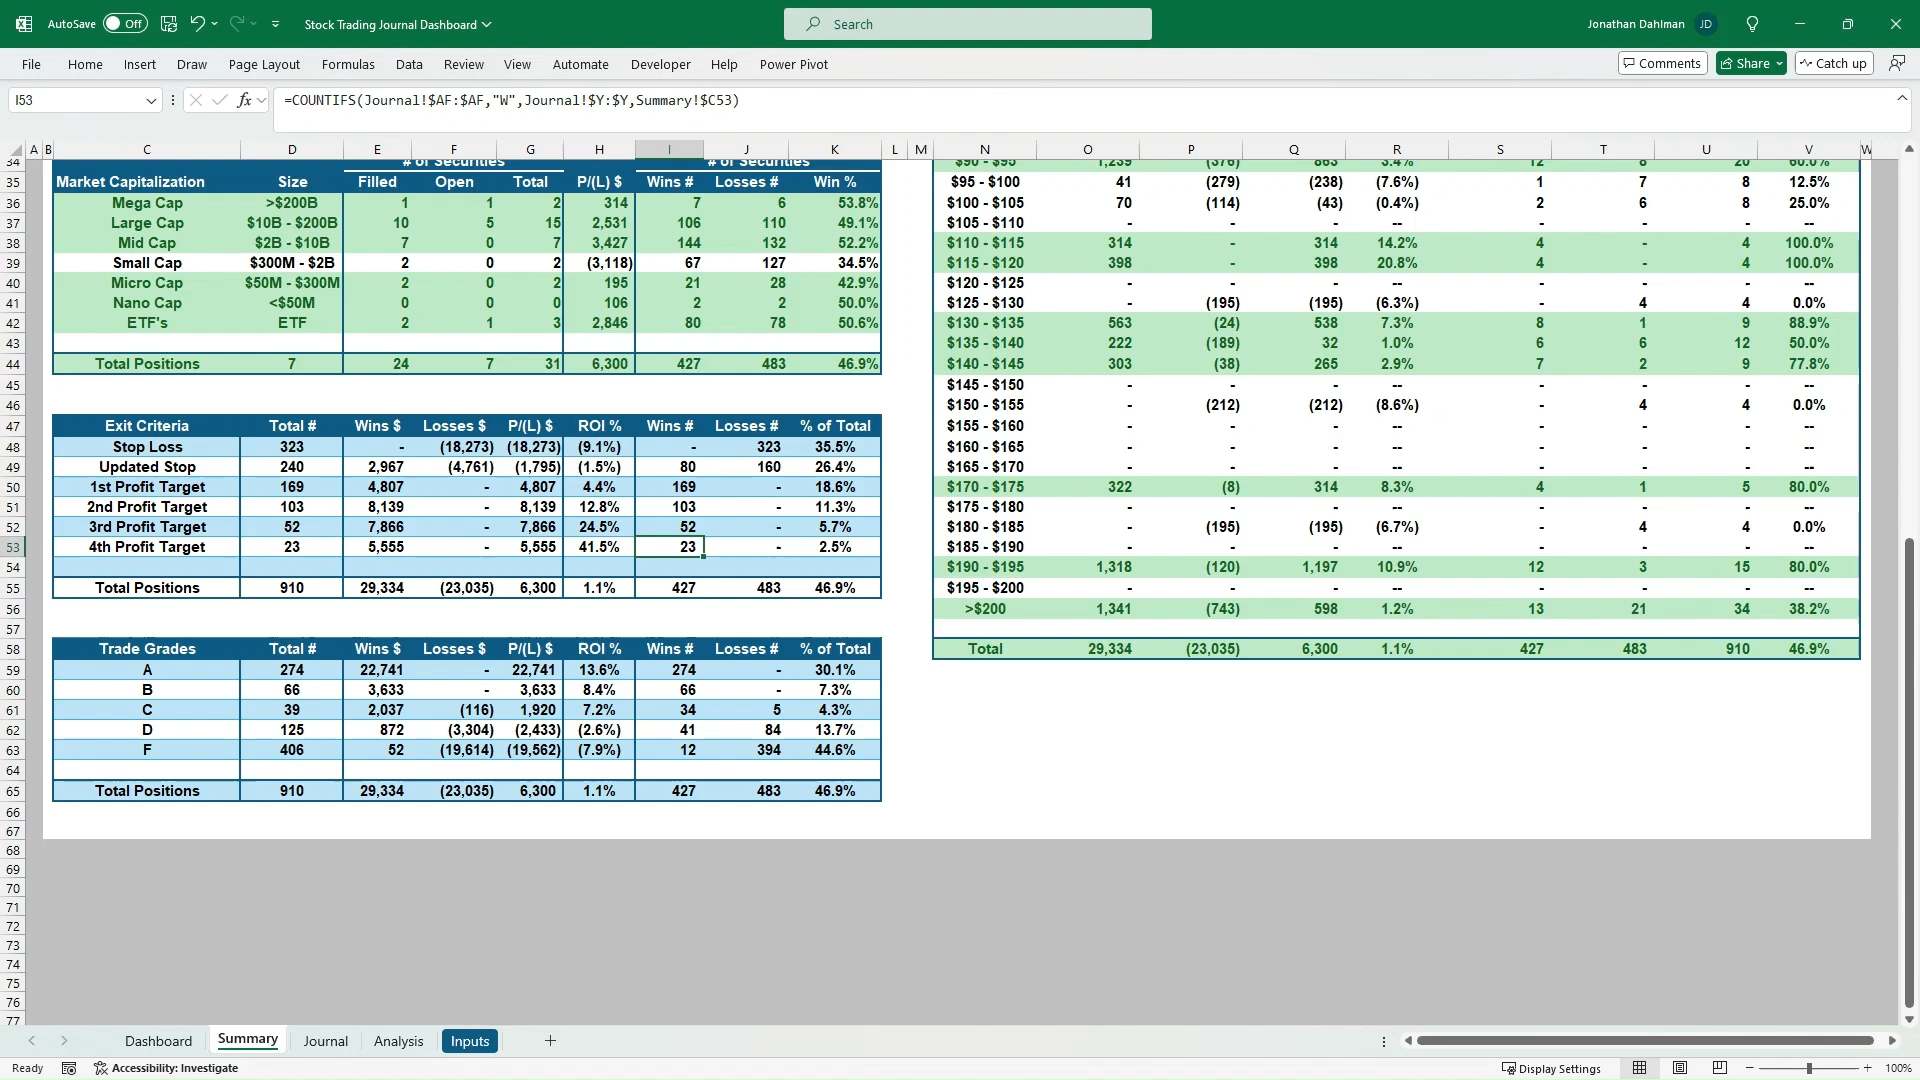 AutoSave Off Stock Trading Journal Dashboard Search Jonathan Dahlman JD
File Home Insert Draw Page Layout Formulas Data Review View Automate Developer Help Power Pivot Comments Share Catch up
I53 fx =COUNTIFS(Journal!$AF:$AF,"W",Journal!$Y:$Y,Summary!$C53)
A B C D E F G H I J K L M N O P Q R S T U V W
34 # of Securities # of Securities $90 - $95 1,239 (376) 863 3.4% 12 8 20 60.0%
35 Market Capitalization Size Filled Open Total P/(L) $ Wins # Losses # Win % $95 - $100 41 (279) (238) (7.6%) 1 7 8 12.5%
36 Mega Cap >$200B 1 1 2 314 7 6 53.8% $100 - $105 70 (114) (43) (0.4%) 2 6 8 25.0%
37 Large Cap $10B - $200B 10 5 15 2,531 106 110 49.1% $105 - $110 - - - -- - - - --
38 Mid Cap $2B - $10B 7 0 7 3,427 144 132 52.2% $110 - $115 314 - 314 14.2% 4 - 4 100.0%
39 Small Cap $300M - $2B 2 0 2 (3,118) 67 127 34.5% $115 - $120 398 - 398 20.8% 4 - 4 100.0%
40 Micro Cap $50M - $300M 2 0 2 195 21 28 42.9% $120 - $125 - - - -- - - - --
41 Nano Cap <$50M 0 0 0 106 2 2 50.0% $125 - $130 - (195) (195) (6.3%) - 4 4 0.0%
42 ETF's ETF 2 1 3 2,846 80 78 50.6% $130 - $135 563 (24) 538 7.3% 8 1 9 88.9%
43 $135 - $140 222 (189) 32 1.0% 6 6 12 50.0%
44 Total Positions 7 24 7 31 6,300 427 483 46.9% $140 - $145 303 (38) 265 2.9% 7 2 9 77.8%
45 $145 - $150 - - - -- - - - --
46 $150 - $155 - (212) (212) (8.6%) - 4 4 0.0%
47 Exit Criteria Total # Wins $ Losses $ P/(L) $ ROI % Wins # Losses # % of Total $155 - $160 - - - -- - - - --
48 Stop Loss 323 - (18,273) (18,273) (9.1%) - 323 35.5% $160 - $165 - - - -- - - - --
49 Updated Stop 240 2,967 (4,761) (1,795) (1.5%) 80 160 26.4% $165 - $170 - - - -- - - - --
50 1st Profit Target 169 4,807 - 4,807 4.4% 169 - 18.6% $170 - $175 322 (8) 314 8.3% 4 1 5 80.0%
51 2nd Profit Target 103 8,139 - 8,139 12.8% 103 - 11.3% $175 - $180 - - - -- - - - --
52 3rd Profit Target 52 7,866 - 7,866 24.5% 52 - 5.7% $180 - $185 - (195) (195) (6.7%) - 4 4 0.0%
53 4th Profit Target 23 5,555 - 5,555 41.5% 23 - 2.5% $185 - $190 - - - -- - - - --
54 $190 - $195 1,318 (120) 1,197 10.9% 12 3 15 80.0%
55 Total Positions 910 29,334 (23,035) 6,300 1.1% 427 483 46.9% $195 - $200 - - - -- - - - --
56 >$200 1,341 (743) 598 1.2% 13 21 34 38.2%
57
58 Trade Grades Total # Wins $ Losses $ P/(L) $ ROI % Wins # Losses # % of Total Total 29,334 (23,035) 6,300 1.1% 427 483 910 46.9%
59 A 274 22,741 - 22,741 13.6% 274 - 30.1%
60 B 66 3,633 - 3,633 8.4% 66 - 7.3%
61 C 39 2,037 (116) 1,920 7.2% 34 5 4.3%
62 D 125 872 (3,304) (2,433) (2.6%) 41 84 13.7%
63 F 406 52 (19,614) (19,562) (7.9%) 12 394 44.6%
64
65 Total Positions 910 29,334 (23,035) 6,300 1.1% 427 483 46.9%
66
67
68
69
70
71
72
73
74
75
76
77
Dashboard Summary Journal Analysis Inputs
Ready Accessibility: Investigate Display Settings 100%